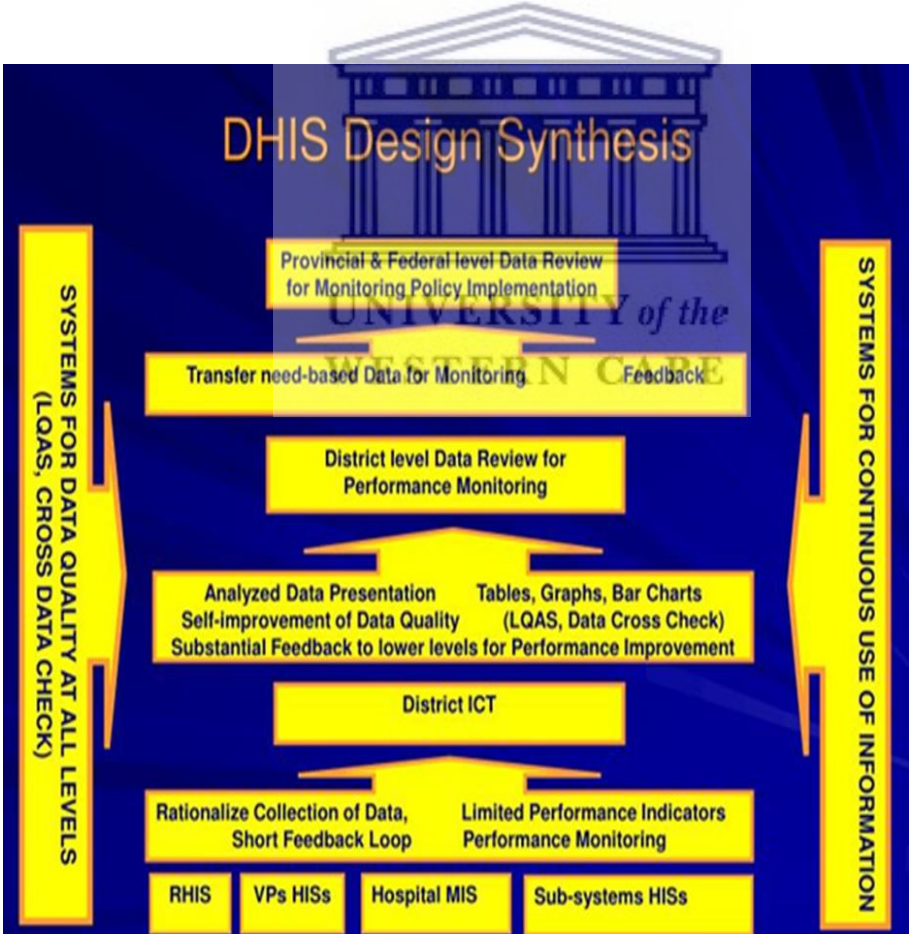 DHIS Design Synthesis
Provincial & Federal level Data Review
for Monitoring Policy Implementation
UNIVERSITY of the
WESTERN CAPE
Transfer need-based Data for Monitoring Feedback
District level Data Review for
Performance Monitoring
Analyzed Data Presentation Tables, Graphs, Bar Charts
Self-improvement of Data Quality (LQAS, Data Cross Check)
Substantial Feedback to lower levels for Performance Improvement
District ICT
Rationalize Collection of Data, Limited Performance Indicators
Short Feedback Loop Performance Monitoring
RHIS VPs HISs Hospital MIS Sub-systems HISs
SYSTEMS FOR DATA QUALITY AT ALL LEVELS
(LQAS, CROSS DATA CHECK)
SYSTEMS FOR CONTINUOUS USE OF INFORMATION